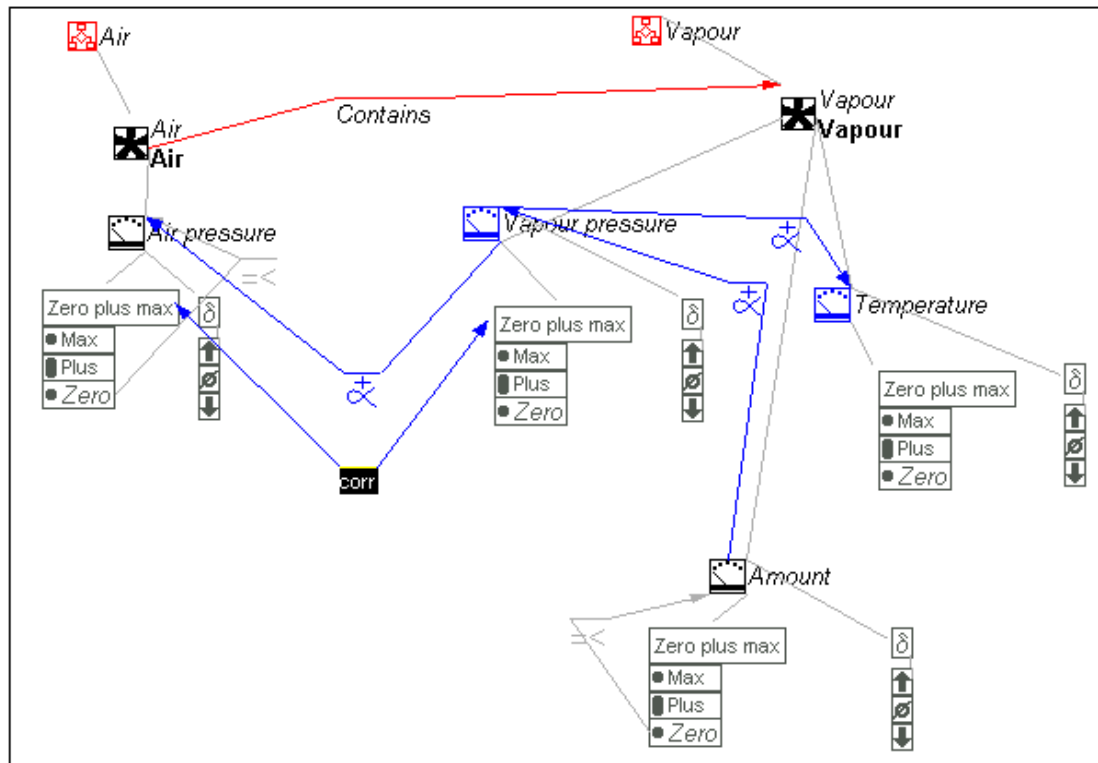 Air
Vapour
Contains
Air
Air
Vapour
Vapour
Air pressure
Vapour pressure
Temperature
=<
Zero plus max
Max
Plus
Zero
δ
Zero plus max
Max
Plus
Zero
δ
Zero plus max
Max
Plus
Zero
δ
∝+
∝+
∝+
corr
Amount
=<
Zero plus max
Max
Plus
Zero
δ